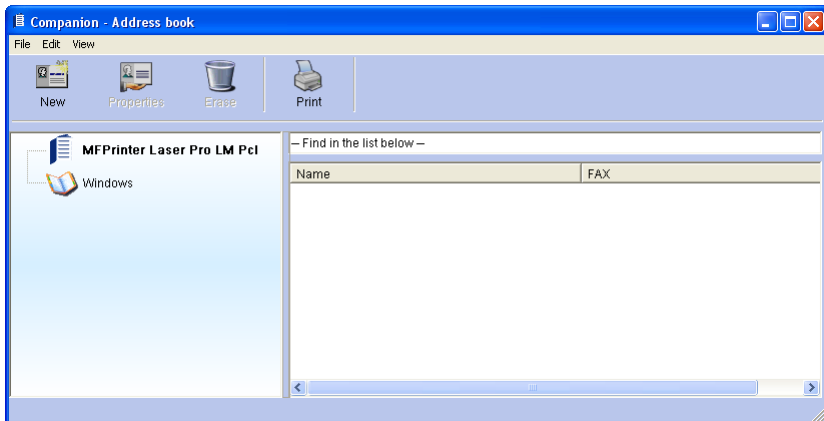 Companion - Address book
File Edit View
New Properties Erase Print
MFPrinter Laser Pro LM Pcl
Windows
-- Find in the list below --
Name FAX